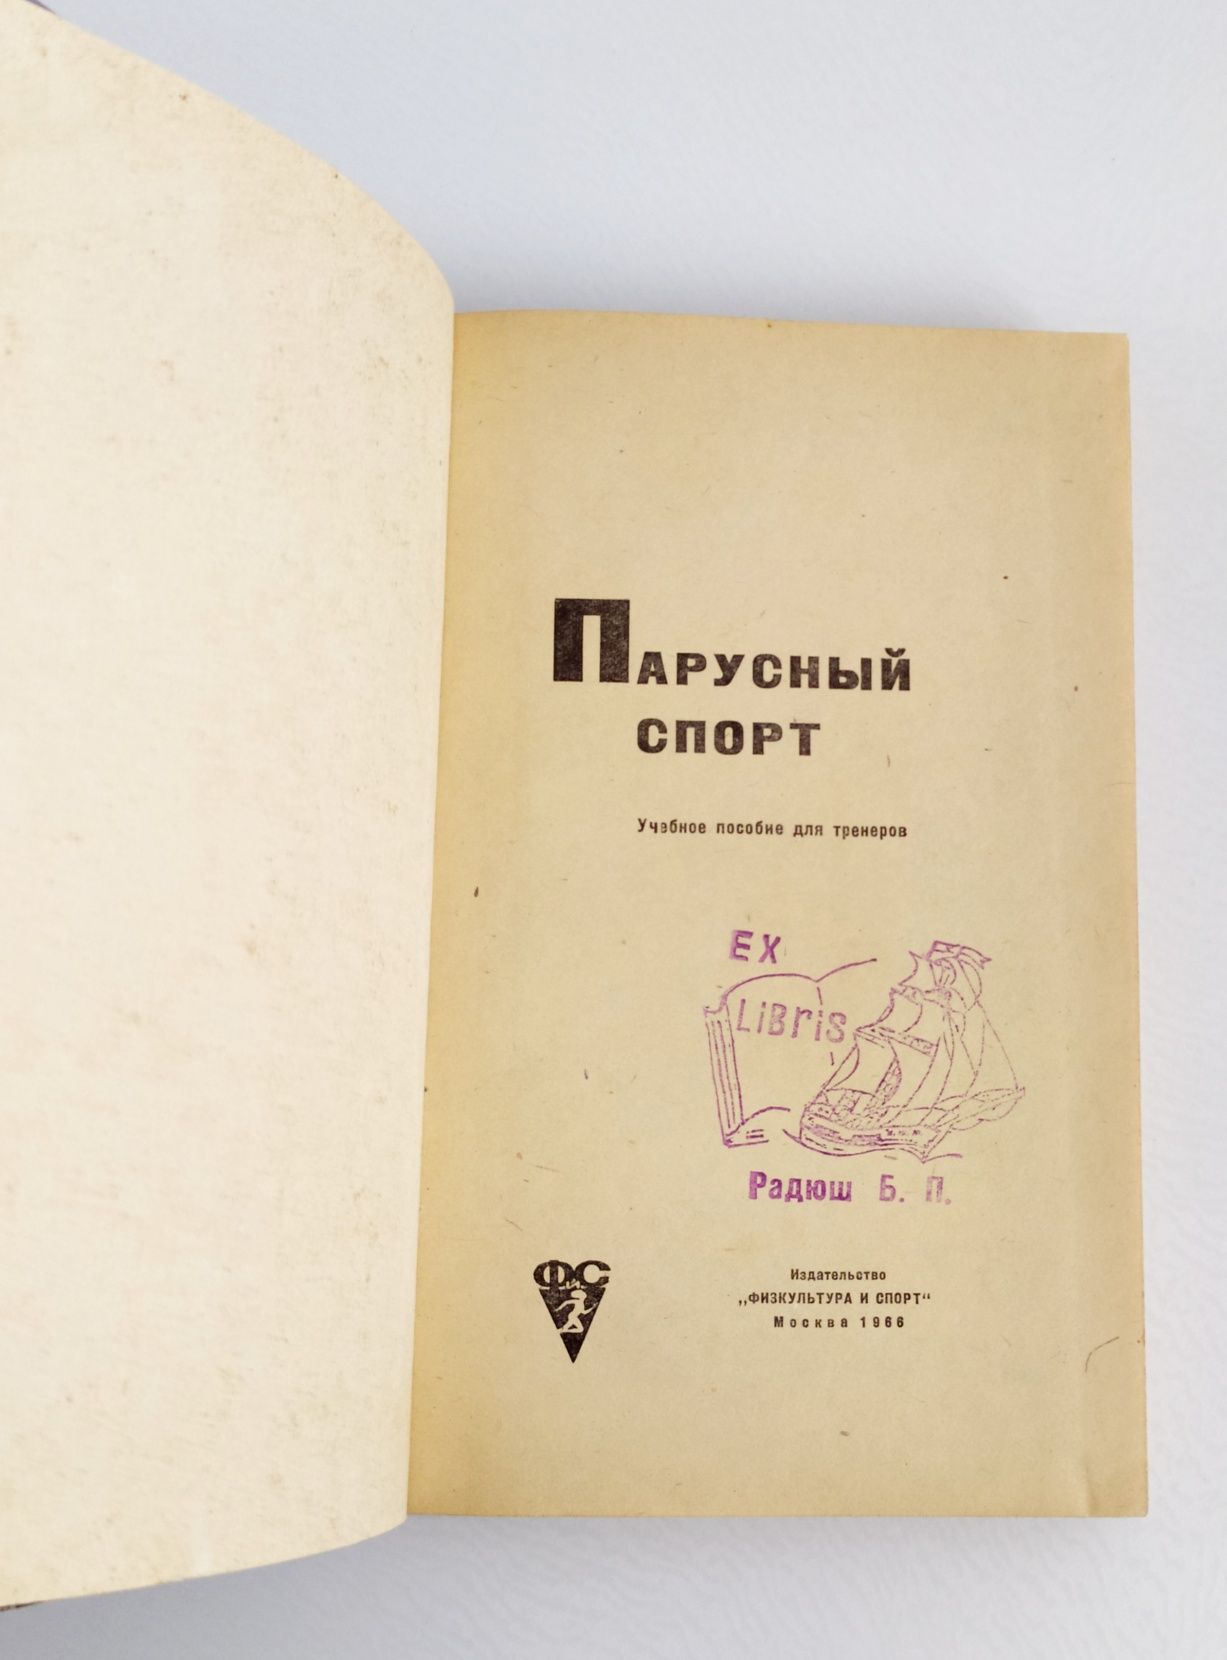 Парусный
спорт
Учебное пособие для тренеров
EX
LiBris
Радюш Б. П.
ФиС
Издательство
„ФИЗКУЛЬТУРА И СПОРТ“
Москва 1966